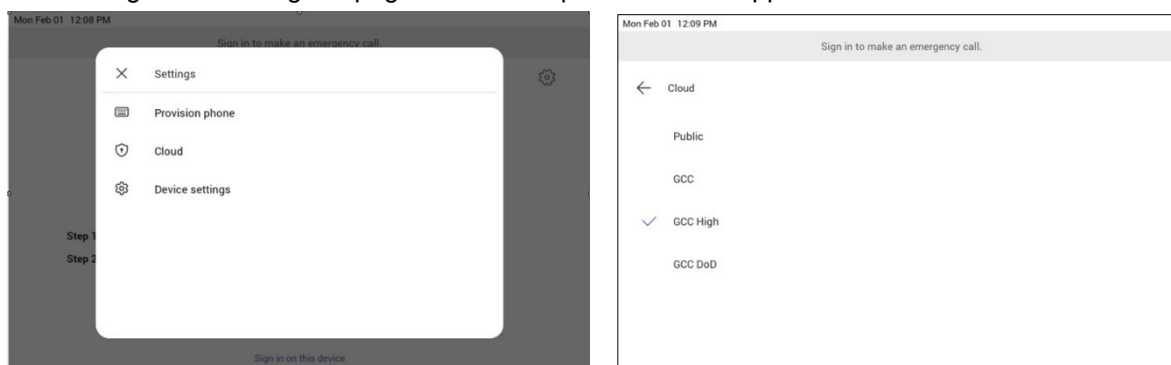 Mon Feb 01 12:08 PM
Sign in to make an emergency call.
Settings
Provision phone
Cloud
Device settings
Step 1
Step 2
Sign in on this device
Mon Feb 01 12:09 PM
Sign in to make an emergency call.
Cloud
Public
GCC
GCC High
GCC DoD